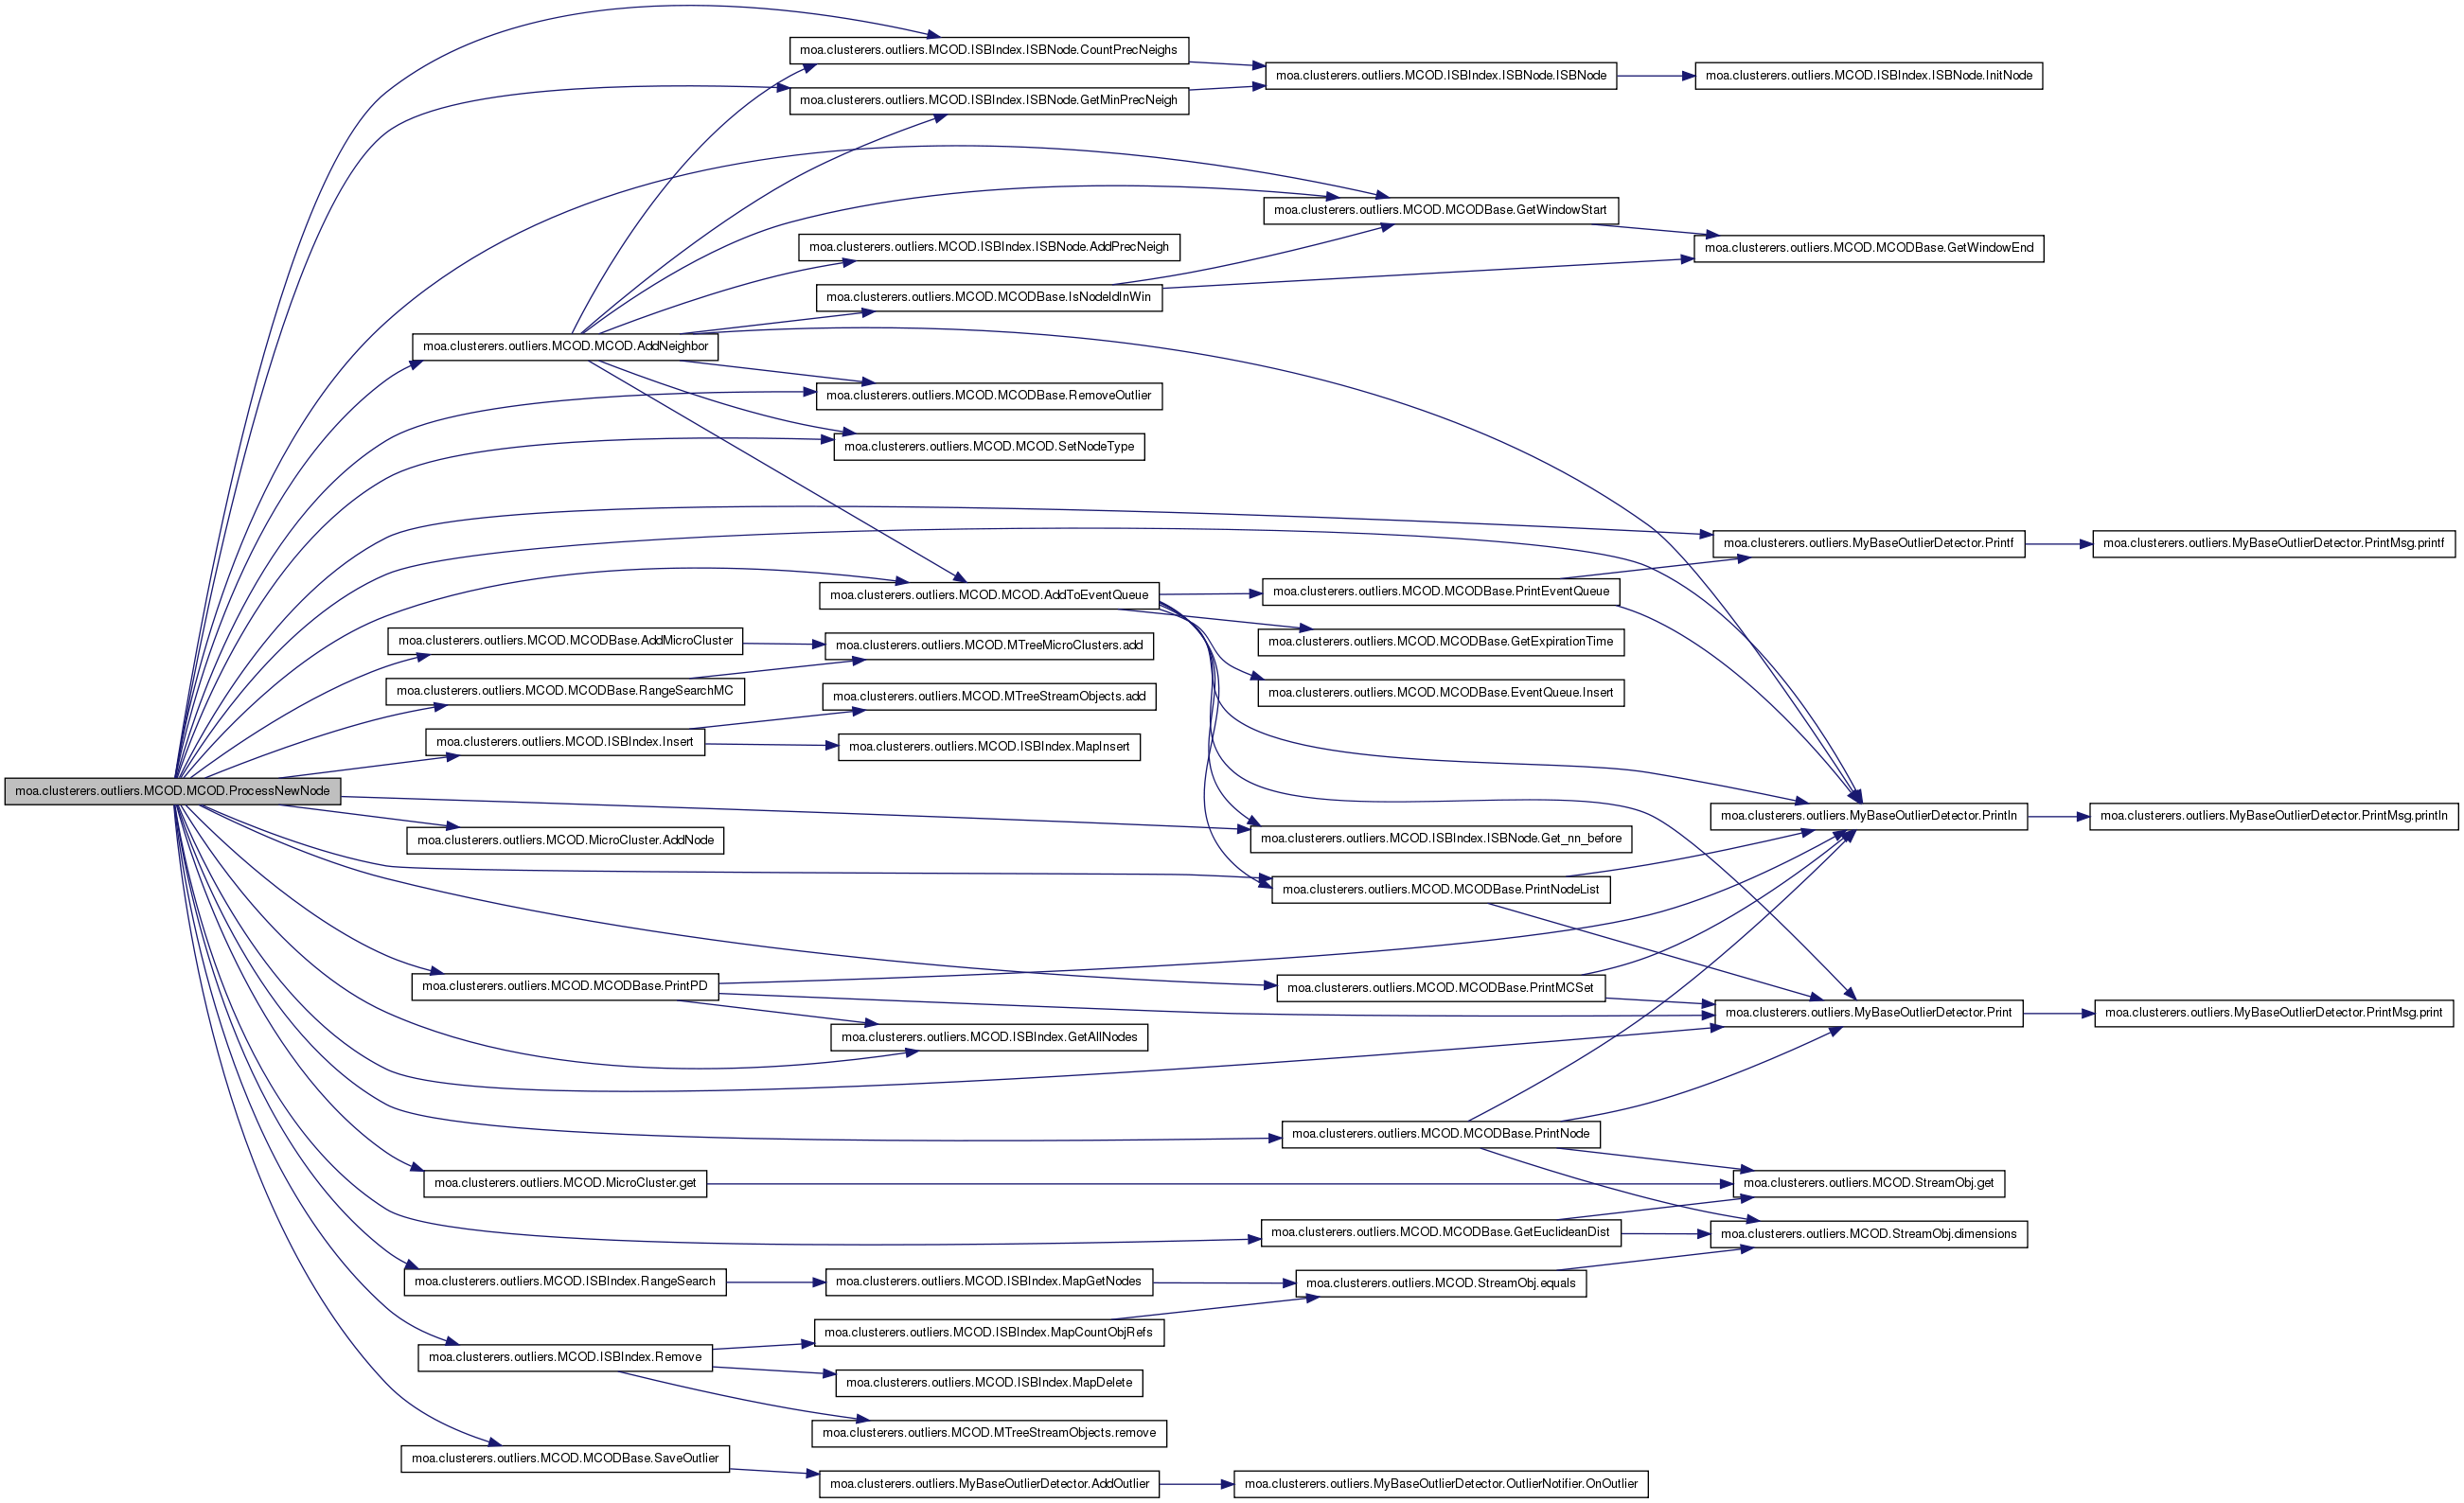 moa.clusterers.outliers.MCOD.ISBIndex.ISBNode.CountPrecNeighs
moa.clusterers.outliers.MCOD.ISBIndex.ISBNode.ISBNode
moa.clusterers.outliers.MCOD.ISBIndex.ISBNode.InitNode
moa.clusterers.outliers.MCOD.ISBIndex.ISBNode.GetMinPrecNeigh
moa.clusterers.outliers.MCOD.MCODBase.GetWindowStart
moa.clusterers.outliers.MCOD.ISBIndex.ISBNode.AddPrecNeigh
moa.clusterers.outliers.MCOD.MCODBase.GetWindowEnd
moa.clusterers.outliers.MCOD.MCODBase.IsNodeIdInWin
moa.clusterers.outliers.MCOD.MCOD.AddNeighbor
moa.clusterers.outliers.MCOD.MCODBase.RemoveOutlier
moa.clusterers.outliers.MCOD.MCOD.SetNodeType
moa.clusterers.outliers.MyBaseOutlierDetector.Printf
moa.clusterers.outliers.MyBaseOutlierDetector.PrintMsg.printf
moa.clusterers.outliers.MCOD.MCOD.AddToEventQueue
moa.clusterers.outliers.MCOD.MCODBase.PrintEventQueue
moa.clusterers.outliers.MCOD.MCODBase.AddMicroCluster
moa.clusterers.outliers.MCOD.MTreeMicroClusters.add
moa.clusterers.outliers.MCOD.MCODBase.GetExpirationTime
moa.clusterers.outliers.MCOD.MCODBase.RangeSearchMC
moa.clusterers.outliers.MCOD.MTreeStreamObjects.add
moa.clusterers.outliers.MCOD.MCODBase.EventQueue.Insert
moa.clusterers.outliers.MCOD.ISBIndex.Insert
moa.clusterers.outliers.MCOD.ISBIndex.MapInsert
moa.clusterers.outliers.MCOD.MCOD.ProcessNewNode
moa.clusterers.outliers.MyBaseOutlierDetector.Println
moa.clusterers.outliers.MyBaseOutlierDetector.PrintMsg.println
moa.clusterers.outliers.MCOD.MicroCluster.AddNode
moa.clusterers.outliers.MCOD.ISBIndex.ISBNode.Get_nn_before
moa.clusterers.outliers.MCOD.MCODBase.PrintNodeList
moa.clusterers.outliers.MCOD.MCODBase.PrintPD
moa.clusterers.outliers.MCOD.MCODBase.PrintMCSet
moa.clusterers.outliers.MyBaseOutlierDetector.Print
moa.clusterers.outliers.MyBaseOutlierDetector.PrintMsg.print
moa.clusterers.outliers.MCOD.ISBIndex.GetAllNodes
moa.clusterers.outliers.MCOD.MCODBase.PrintNode
moa.clusterers.outliers.MCOD.MicroCluster.get
moa.clusterers.outliers.MCOD.StreamObj.get
moa.clusterers.outliers.MCOD.MCODBase.GetEuclideanDist
moa.clusterers.outliers.MCOD.StreamObj.dimensions
moa.clusterers.outliers.MCOD.ISBIndex.RangeSearch
moa.clusterers.outliers.MCOD.ISBIndex.MapGetNodes
moa.clusterers.outliers.MCOD.StreamObj.equals
moa.clusterers.outliers.MCOD.ISBIndex.MapCountObjRefs
moa.clusterers.outliers.MCOD.ISBIndex.Remove
moa.clusterers.outliers.MCOD.ISBIndex.MapDelete
moa.clusterers.outliers.MCOD.MTreeStreamObjects.remove
moa.clusterers.outliers.MCOD.MCODBase.SaveOutlier
moa.clusterers.outliers.MyBaseOutlierDetector.AddOutlier
moa.clusterers.outliers.MyBaseOutlierDetector.OutlierNotifier.OnOutlier